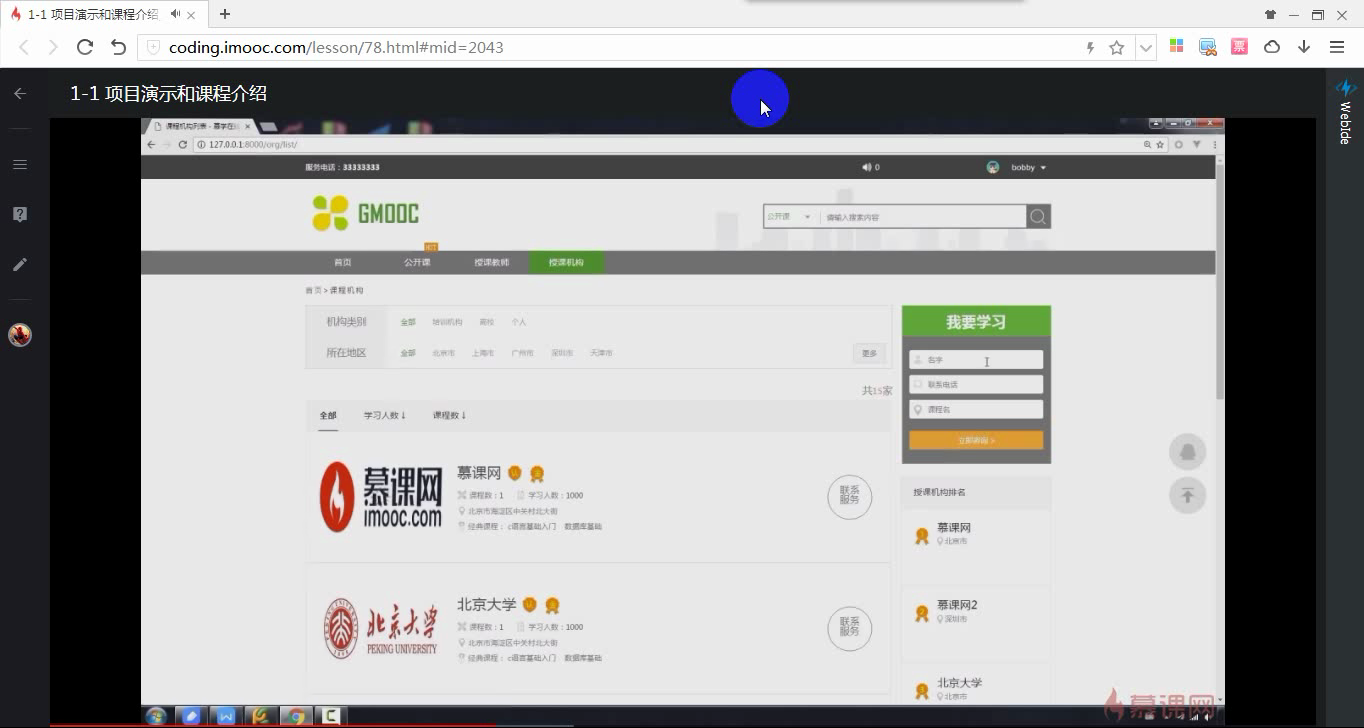 1-1 项目演示和课程介绍
coding.imooc.com/lesson/78.html#mid=2043
票
1-1 项目演示和课程介绍
WebIde
课程机构列表 - 慕学在线
127.0.0.1:8000/org/list/
服务电话：33333333
0
bobby
GMOOC
公开课
请输入搜索内容
HOT
首页 公开课 授课教师 授课机构
首页 > 课程机构
机构类别 全部 培训机构 高校 个人
所在地区 全部 北京市 上海市 广州市 深圳市 天津市 更多
共15家
全部 学习人数↓ 课程数↓
慕课网
imooc.com
慕课网
课程数：1 学习人数：1000
北京市海淀区中关村北大街
经典课程： c语言基础入门 数据库基础
联系
服务
北京大学
PEKING UNIVERSITY
北京大学
课程数：1 学习人数：1000
北京市海淀区中关村北大街
经典课程： c语言基础入门 数据库基础
联系
服务
我要学习
名字
联系电话
课程名
立即咨询 >
授课机构排名
1
慕课网
北京市
慕课网2
深圳市
北京大学
北京市
慕课网